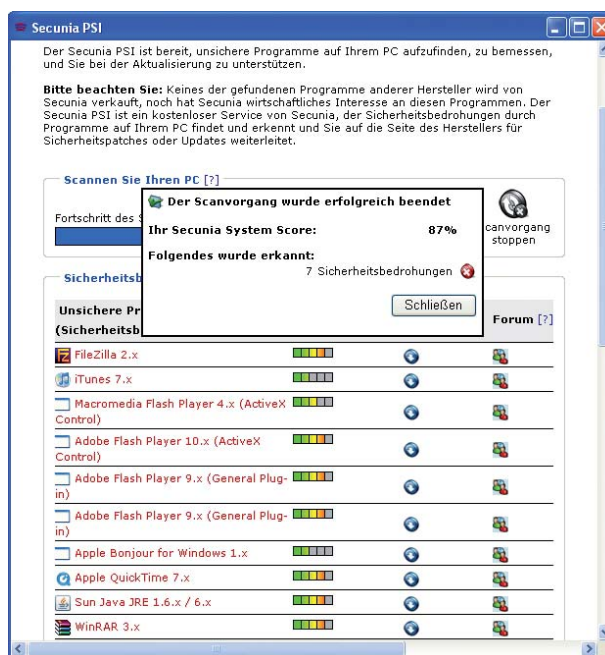 Secunia PSI
Der Secunia PSI ist bereit, unsichere Programme auf Ihrem PC aufzufinden, zu bemessen,
und Sie bei der Aktualisierung zu unterstützen.
Bitte beachten Sie: Keines der gefundenen Programme anderer Hersteller wird von
Secunia verkauft, noch hat Secunia wirtschaftliches Interesse an diesen Programmen. Der
Secunia PSI ist ein kostenloser Service von Secunia, der Sicherheitsbedrohungen durch
Programme auf Ihrem PC findet und erkennt und Sie auf die Seite des Herstellers für
Sicherheitspatches oder Updates weiterleitet.
Scannen Sie Ihren PC [?]
Fortschritt des S
canvorgang
stoppen
Der Scanvorgang wurde erfolgreich beendet
Ihr Secunia System Score: 87%
Folgendes wurde erkannt:
7 Sicherheitsbedrohungen
Schließen
Sicherheitsb
Unsichere Pr
(Sicherheitsb
Forum [?]
FileZilla 2.x
iTunes 7.x
Macromedia Flash Player 4.x (ActiveX
Control)
Adobe Flash Player 10.x (ActiveX
Control)
Adobe Flash Player 9.x (General Plug-
in)
Adobe Flash Player 9.x (General Plug-
in)
Apple Bonjour for Windows 1.x
Apple QuickTime 7.x
Sun Java JRE 1.6.x / 6.x
WinRAR 3.x